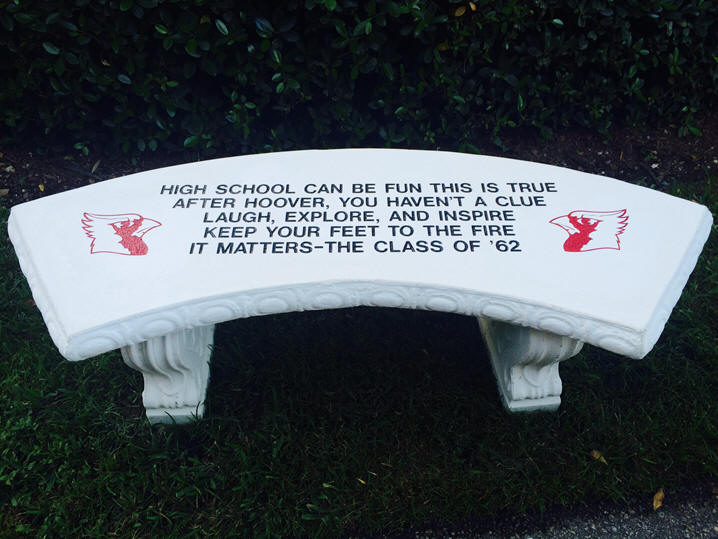 HIGH SCHOOL CAN BE FUN THIS IS TRUE
AFTER HOOVER, YOU HAVEN'T A CLUE
LAUGH, EXPLORE, AND INSPIRE
KEEP YOUR FEET TO THE FIRE
IT MATTERS-THE CLASS OF '62